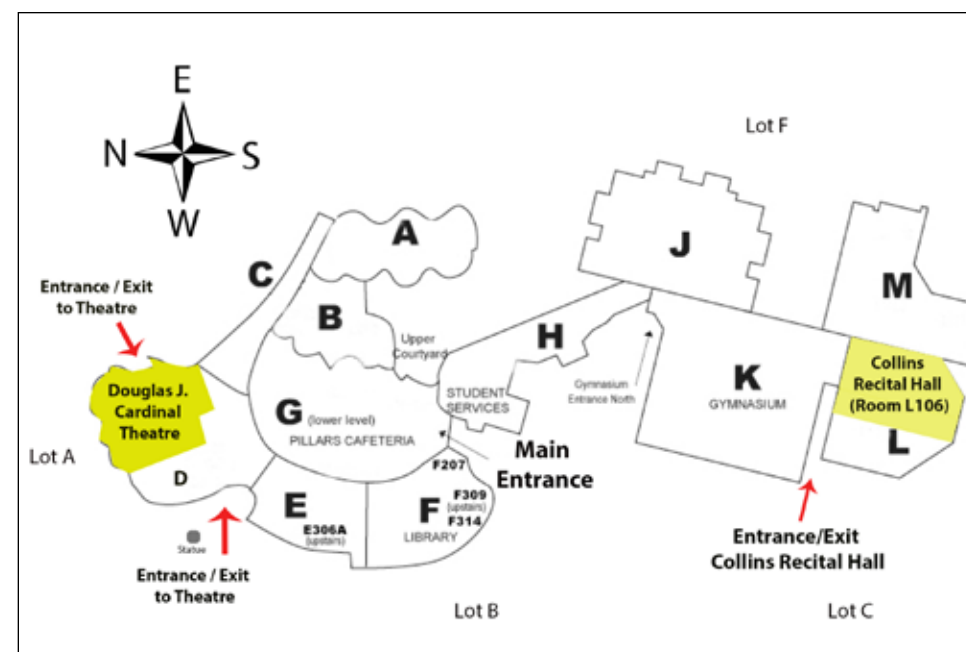 E
N
S
W
Lot F
A
C
J
Entrance / Exit
to Theatre
B
M
Upper
Courtyard
H
Douglas J.
Cardinal
Theatre
Gymnasium
Entrance North
K
GYMNASIUM
Collins
Recital Hall
(Room L106)
STUDENT
SERVICES
G (lower level)
PILLARS CAFETERIA
L
Main
Entrance
Lot A
D
F207
E
E306A
(upstairs)
F
F309
(upstairs)
F314
LIBRARY
Statue
Entrance / Exit
to Theatre
Entrance/Exit
Collins Recital Hall
Lot B
Lot C